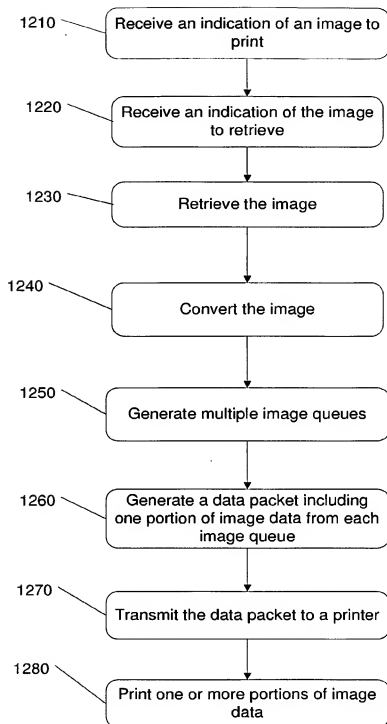 1210
Receive an indication of an image to
print
1220
Receive an indication of the image
to retrieve
1230
Retrieve the image
1240
Convert the image
1250
Generate multiple image queues
1260
Generate a data packet including
one portion of image data from each
image queue
1270
Transmit the data packet to a printer
1280
Print one or more portions of image
data